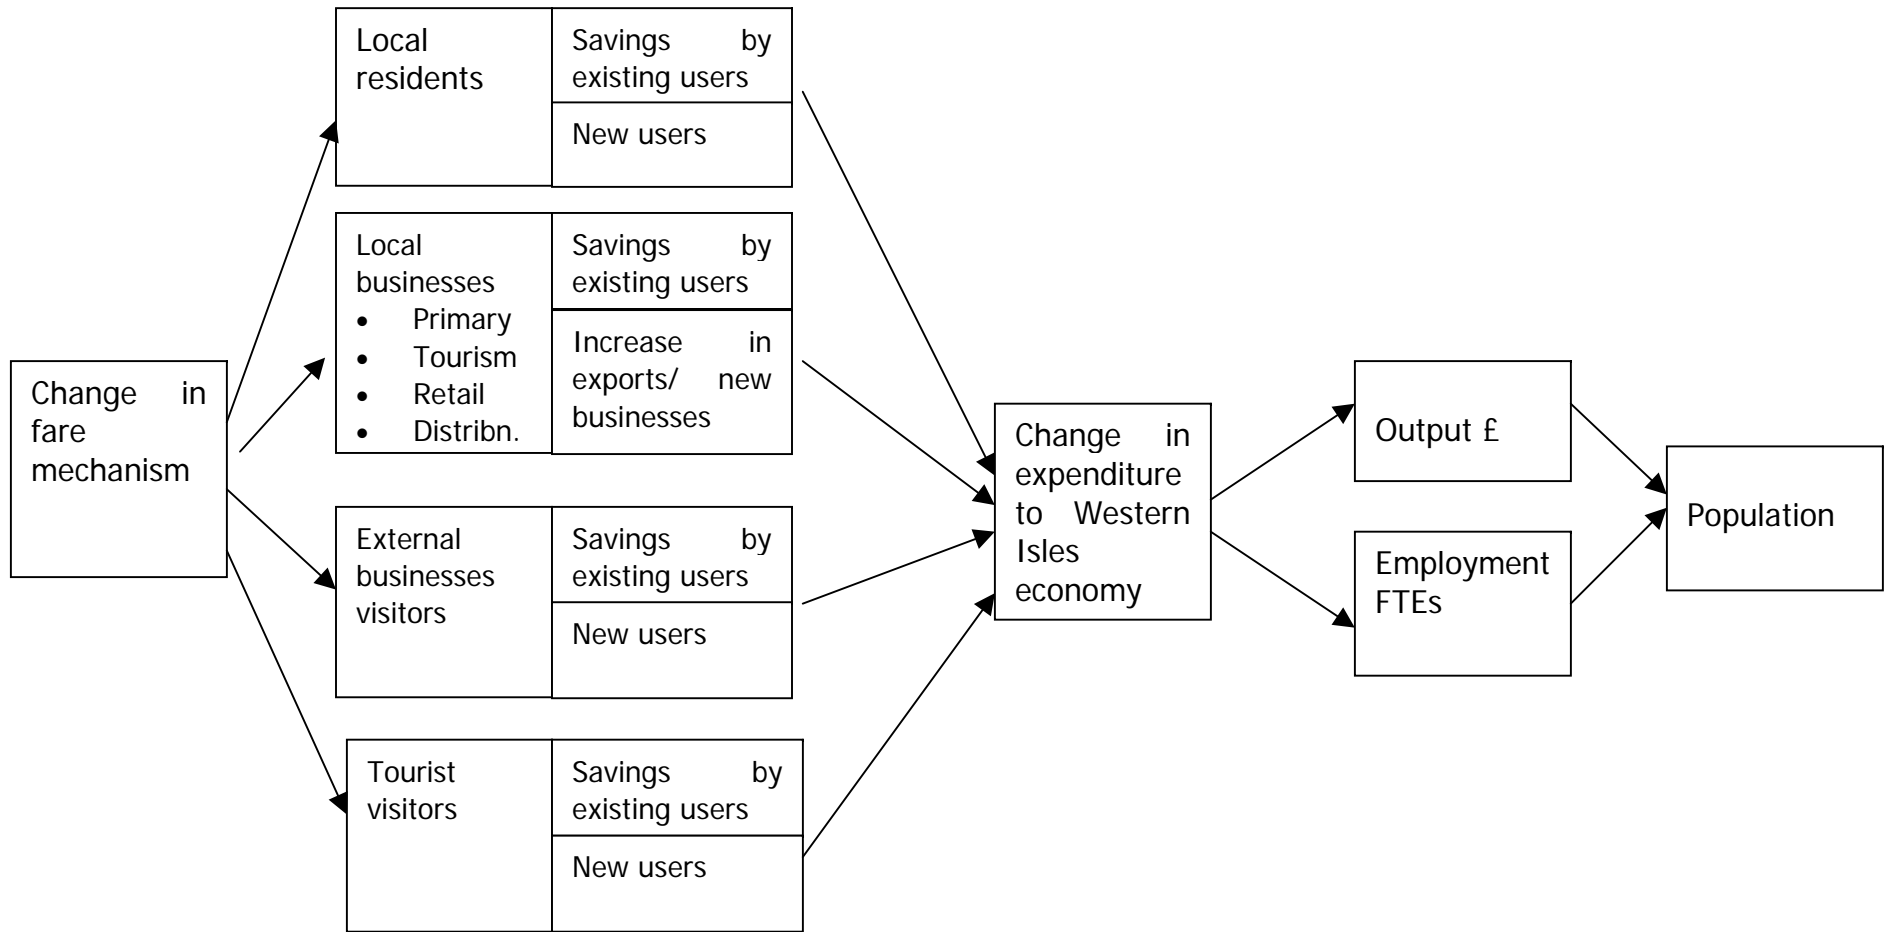 Change in
fare
mechanism
Local
residents
Savings by
existing users
New users
Local
businesses
• Primary
• Tourism
• Retail
• Distribn.
Savings by
existing users
Increase in
exports/ new
businesses
External
businesses
visitors
Savings by
existing users
New users
Tourist
visitors
Savings by
existing users
New users
Change in
expenditure
to Western
Isles
economy
Output £
Employment
FTEs
Population